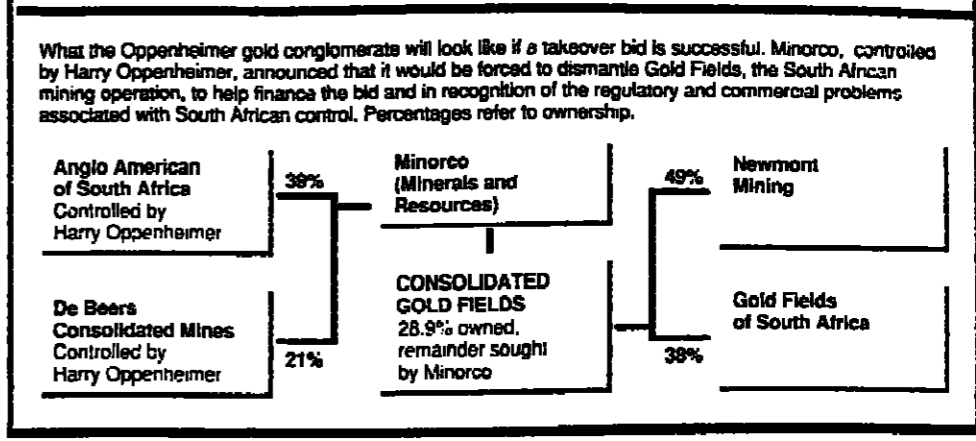 What the Oppenheimer gold conglomerate will look like if a takeover bid is successful. Minorco, controlled
by Harry Oppenheimer, announced that it would be forced to dismantle Gold Fields, the South African
mining operation, to help finance the bid and in recognition of the regulatory and commercial problems
associated with South African control. Percentages refer to ownership.
Anglo American
of South Africa
Controlled by
Harry Oppenheimer
39%
De Beers
Consolidated Mines
Controlled by
Harry Oppenheimer
21%
Minorco
(Minerals and
Resources)
CONSOLIDATED
GOLD FIELDS
28.9% owned,
remainder sought
by Minorco
49%
Newmont
Mining
38%
Gold Fields
of South Africa